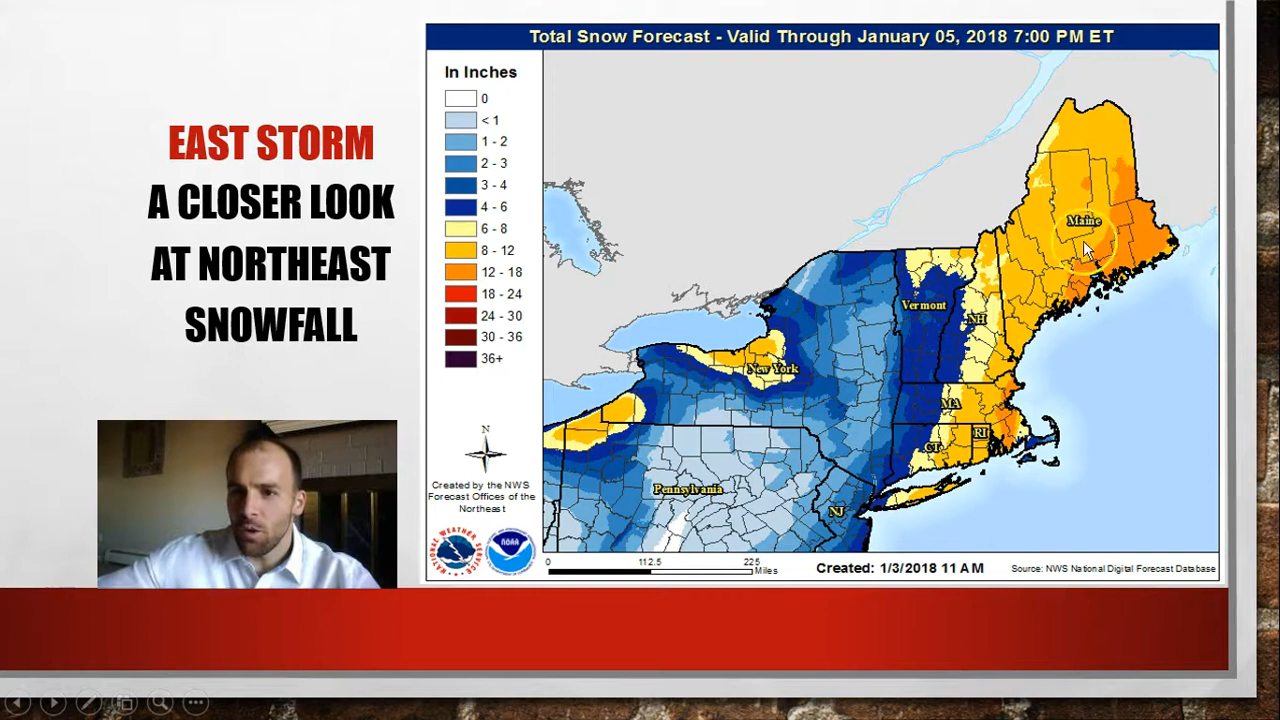 EAST STORM
A CLOSER LOOK
AT NORTHEAST
SNOWFALL
Total Snow Forecast - Valid Through January 05, 2018 7:00 PM ET
In Inches
0
< 1
1 - 2
2 - 3
3 - 4
4 - 6
6 - 8
8 - 12
12 - 18
18 - 24
24 - 30
30 - 36
36+
N
Created by the NWS
Forecast Offices of the
Northeast
NOAA
Maine
Vermont
NH
New York
MA
RI
CT
Pennsylvania
NJ
0 112.5 225
Miles
Created: 1/3/2018 11 AM
Source: NWS National Digital Forecast Database